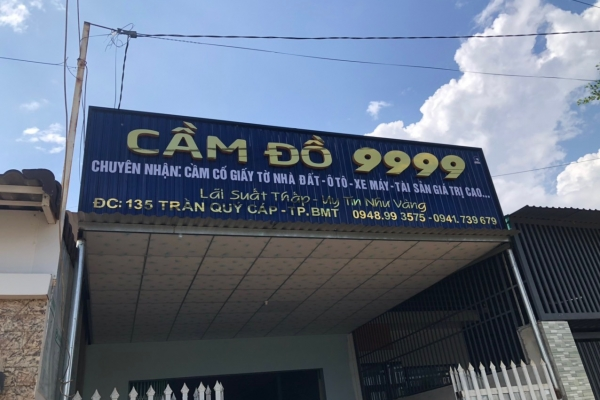 CẦM ĐỒ 9999
CHUYÊN NHẬN: CẦM CỐ GIẤY TỜ NHÀ ĐẤT - Ô TÔ - XE MÁY - TÀI SẢN GIÁ TRỊ CAO...
Lãi Suất Thấp - Uy Tín Như Vàng
ĐC: 135 TRẦN QUÝ CÁP - TP.BMT 0948.99 3575 - 0941.739 679